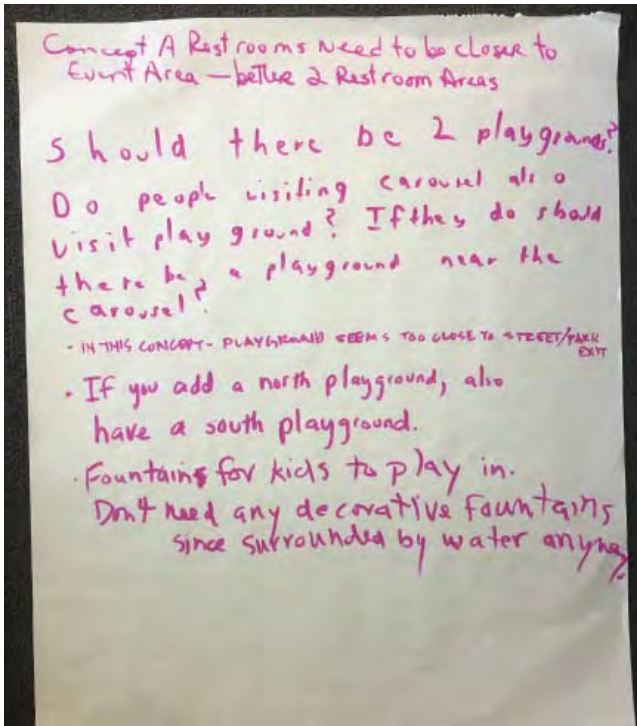 Concept A Restrooms Need to be closer to
Event Area — better 2 Restroom Areas
Should there be 2 playgrounds?
Do people visiting carousel also
visit play ground? If they do should
there be a playground near the
carousel?
- IN THIS CONCEPT - PLAYGROUND SEEMS TOO CLOSE TO STREET/PARK
EXIT
• If you add a north playground, also
have a south playground.
• Fountains for kids to play in.
Don't need any decorative fountains
since surrounded by water anyway